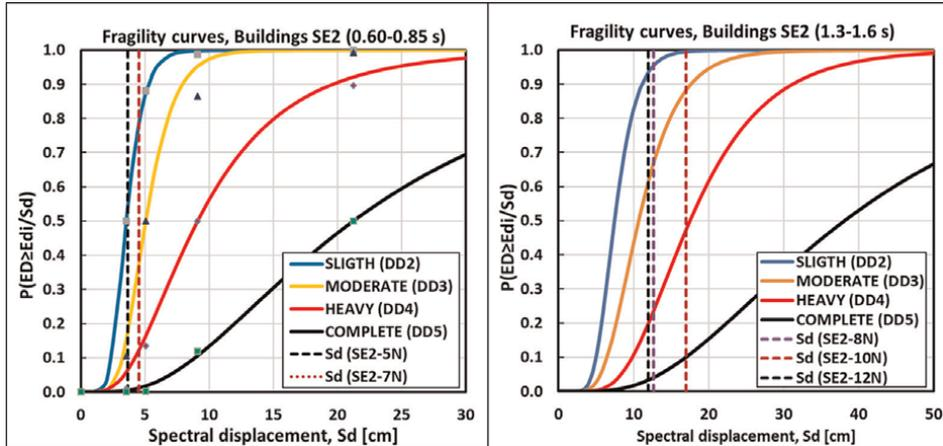 Fragility curves, Buildings SE2 (0.60-0.85 s)
P(ED≥Edi/Sd)
1.0
0.9
0.8
0.7
0.6
0.5
0.4
0.3
0.2
0.1
0.0
SLIGTH (DD2)
MODERATE (DD3)
HEAVY (DD4)
COMPLETE (DD5)
Sd (SE2-5N)
Sd (SE2-7N)
0 5 10 15 20 25 30
Spectral displacement, Sd [cm]
Fragility curves, Buildings SE2 (1.3-1.6 s)
P(ED≥Edi/Sd)
1.0
0.9
0.8
0.7
0.6
0.5
0.4
0.3
0.2
0.1
0.0
SLIGTH (DD2)
MODERATE (DD3)
HEAVY (DD4)
COMPLETE (DD5)
Sd (SE2-8N)
Sd (SE2-10N)
Sd (SE2-12N)
0 10 20 30 40 50
Spectral displacement, Sd [cm]